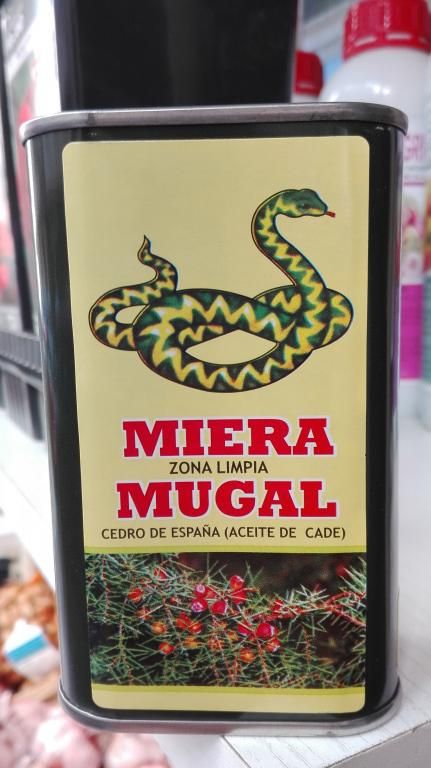 MIERA
ZONA LIMPIA
MUGAL
CEDRO DE ESPAÑA (ACEITE DE CADE)